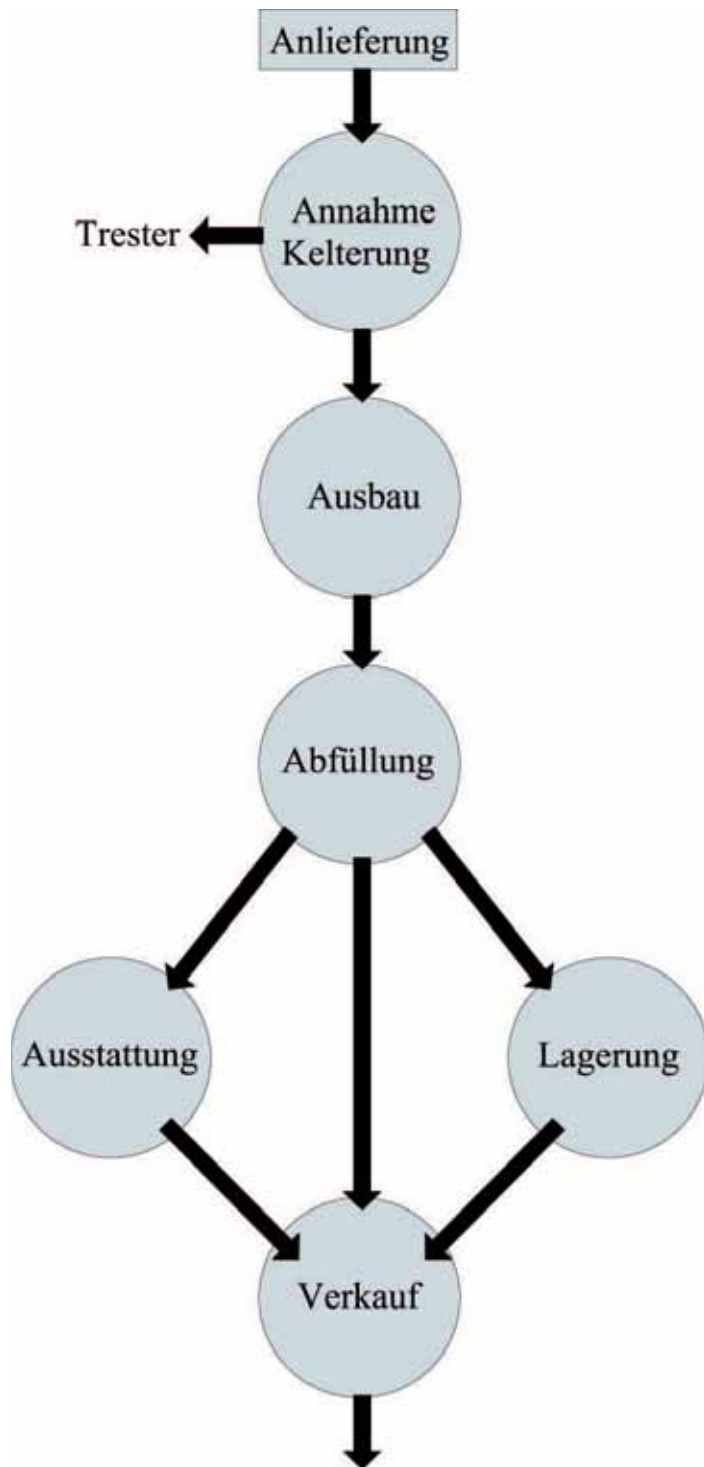 Anlieferung
Annahme
Kelterung
Trester
Ausbau
Abfüllung
Ausstattung
Lagerung
Verkauf